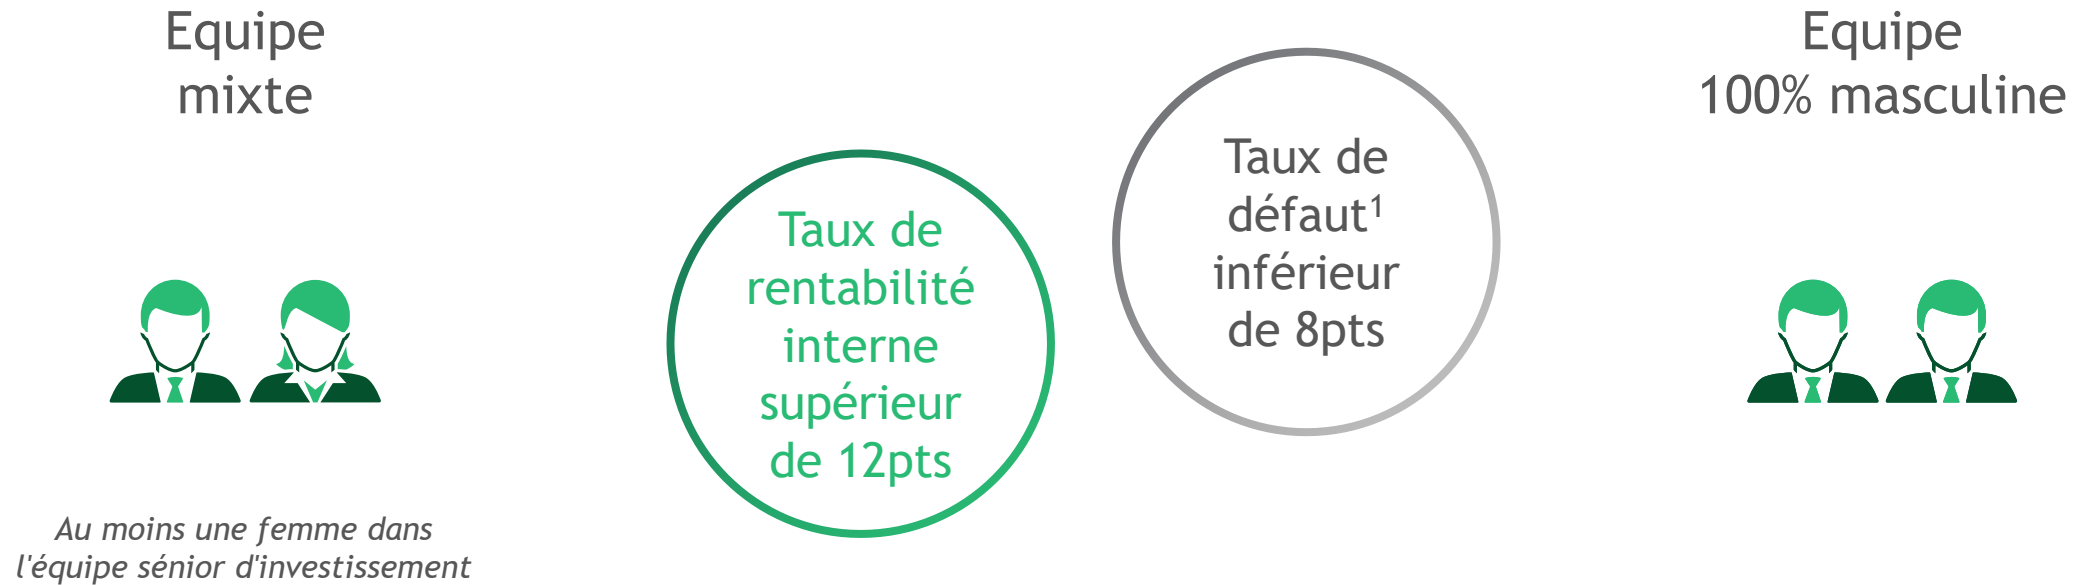 Equipe
mixte
Au moins une femme dans
l'équipe sénior d'investissement
Taux de
rentabilité
interne
supérieur
de 12pts
Taux de
défaut¹
inférieur
de 8pts
Equipe
100% masculine